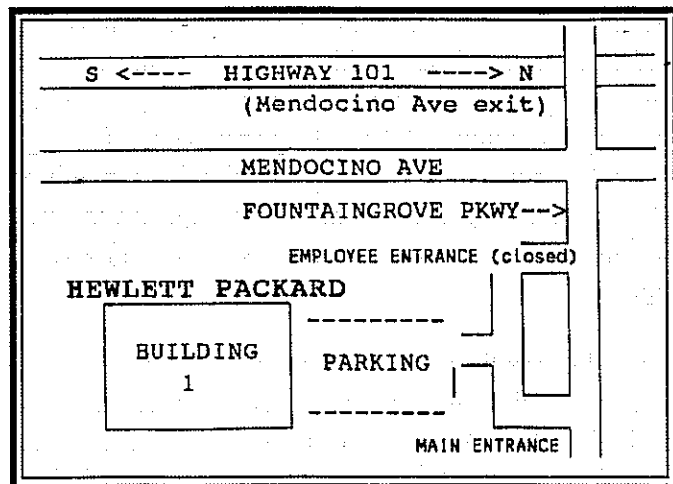 S <---- HIGHWAY 101 ----> N
(Mendocino Ave exit)
MENDOCINO AVE
FOUNTAINGROVE PKWY-->
EMPLOYEE ENTRANCE (closed)
HEWLETT PACKARD
BUILDING
1
PARKING
MAIN ENTRANCE